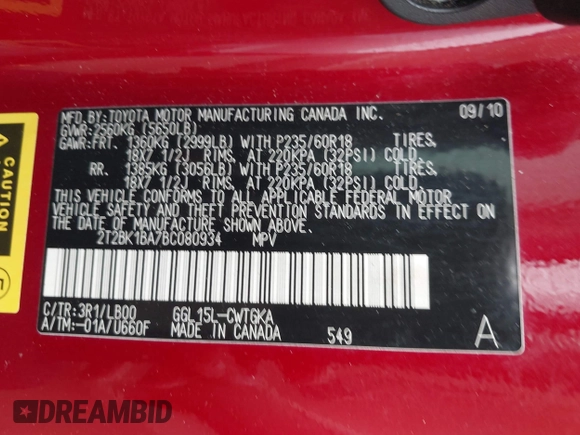 MFD.BY:TOYOTA MOTOR MANUFACTURING CANADA INC. 09/10
GVWR:2560KG (5650LB)
GAWR:FRT. 1360KG (2999LB) WITH P235/60R18 TIRES,
18X7 1/2J RIMS, AT 220KPA (32PSI) COLD.
RR. 1385KG (3056LB) WITH P235/60R18 TIRES,
18X7 1/2J RIMS, AT 220KPA (32PSI) COLD.
THIS VEHICLE CONFORMS TO ALL APPLICABLE FEDERAL MOTOR
VEHICLE SAFETY AND THEFT PREVENTION STANDARDS IN EFFECT ON
THE DATE OF MANUFACTURE SHOWN ABOVE.
2T2BK1BA7BC080934 MPV
C/TR:3R1/LB00 GGL15L-CWTGKA
A/TM:-01A/U660F MADE IN CANADA 549 A
CAUTION
DREAMBID